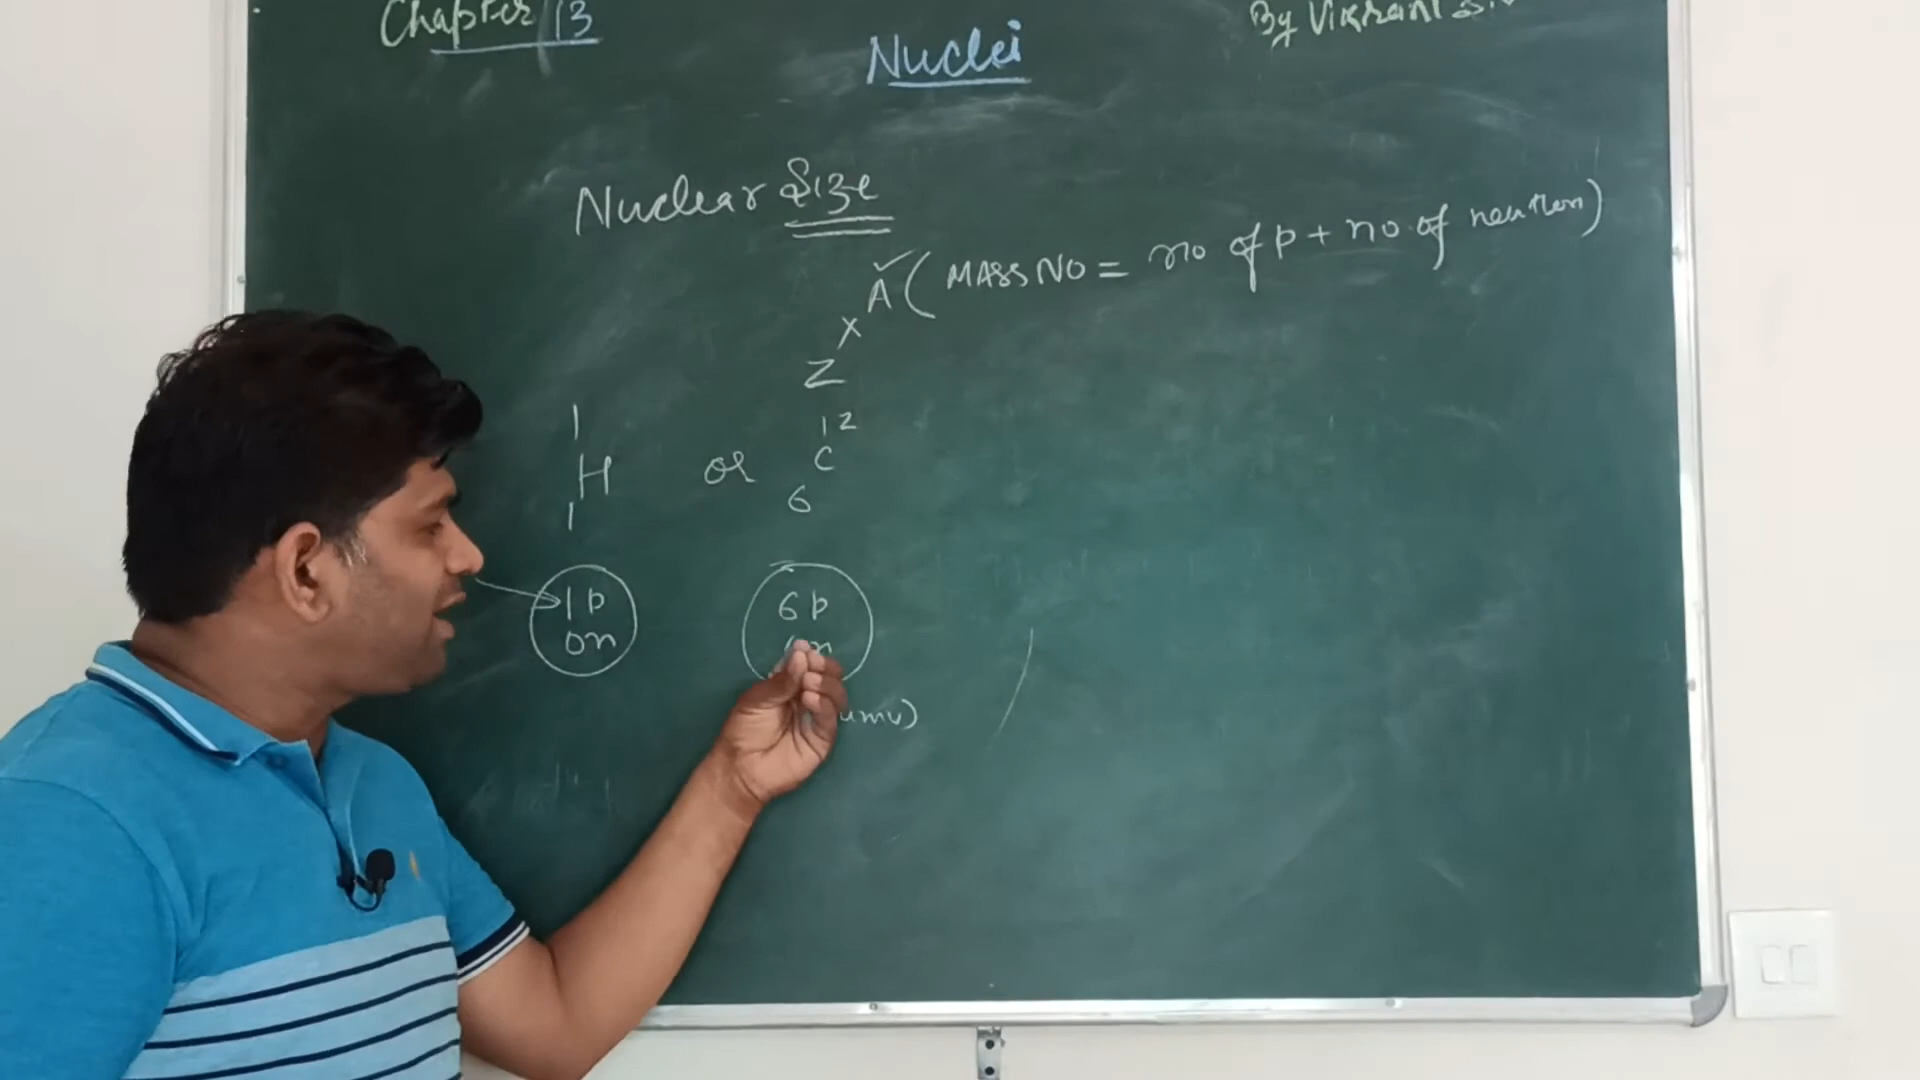 Chapter 13
By Vikrant
Nuclei
Nuclear Size
A (MASS NO = no of p + no. of neutron)
X
Z
1
H
1
or
12
C
6
1p
0n
6p
6n